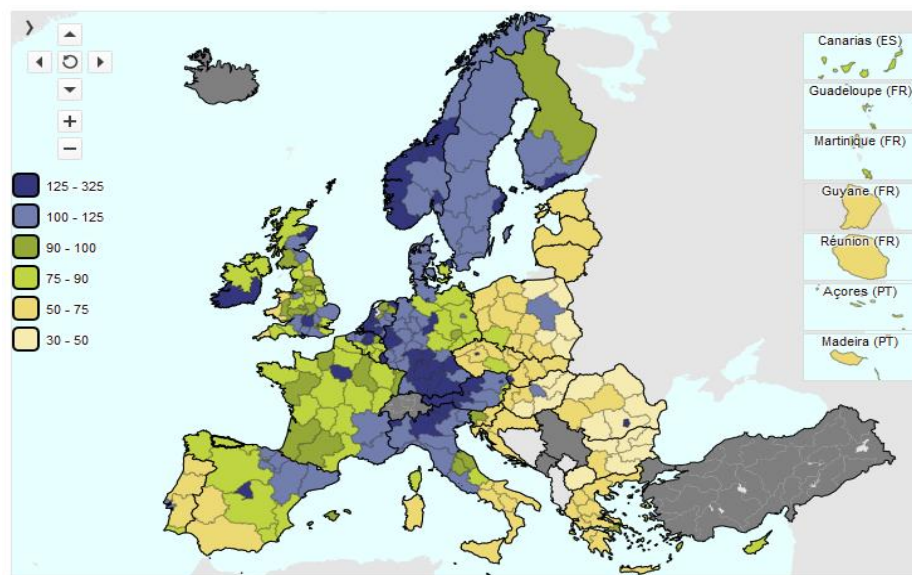 125 - 325
100 - 125
90 - 100
75 - 90
50 - 75
30 - 50
Canarias (ES)
Guadeloupe (FR)
Martinique (FR)
Guyane (FR)
Réunion (FR)
Açores (PT)
Madeira (PT)